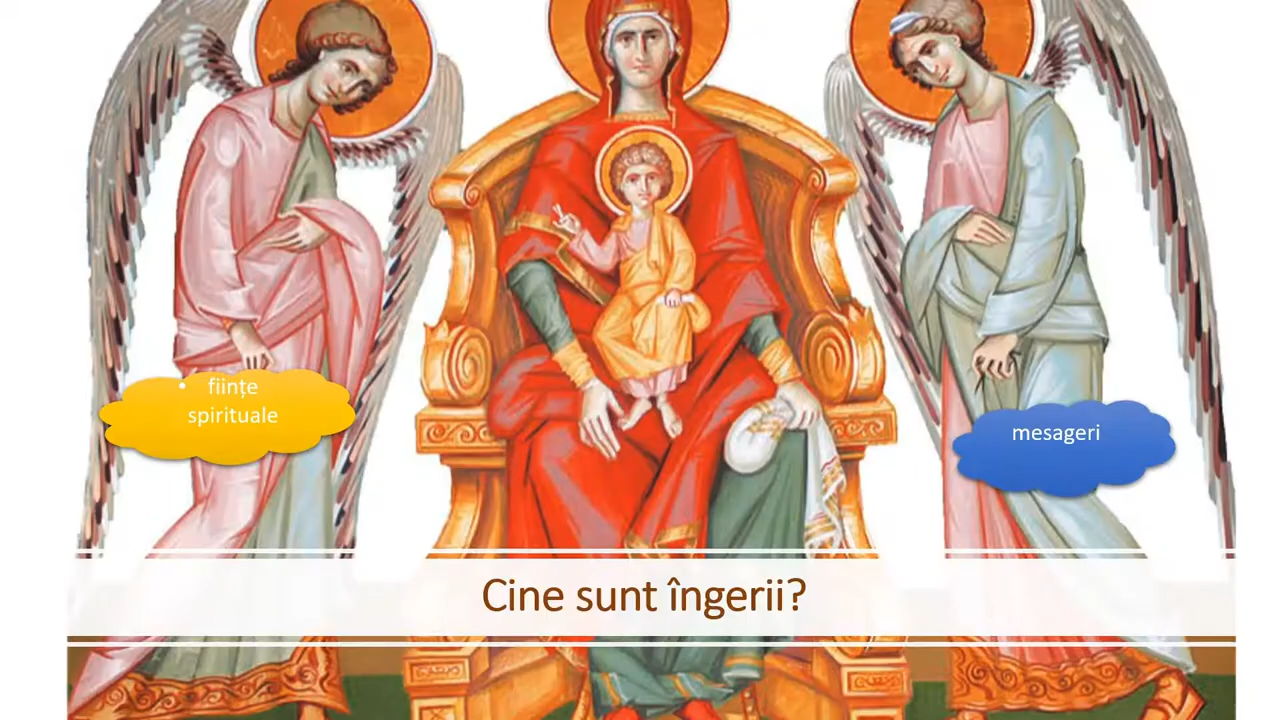 • ființe
spirituale
mesageri
Cine sunt îngerii?